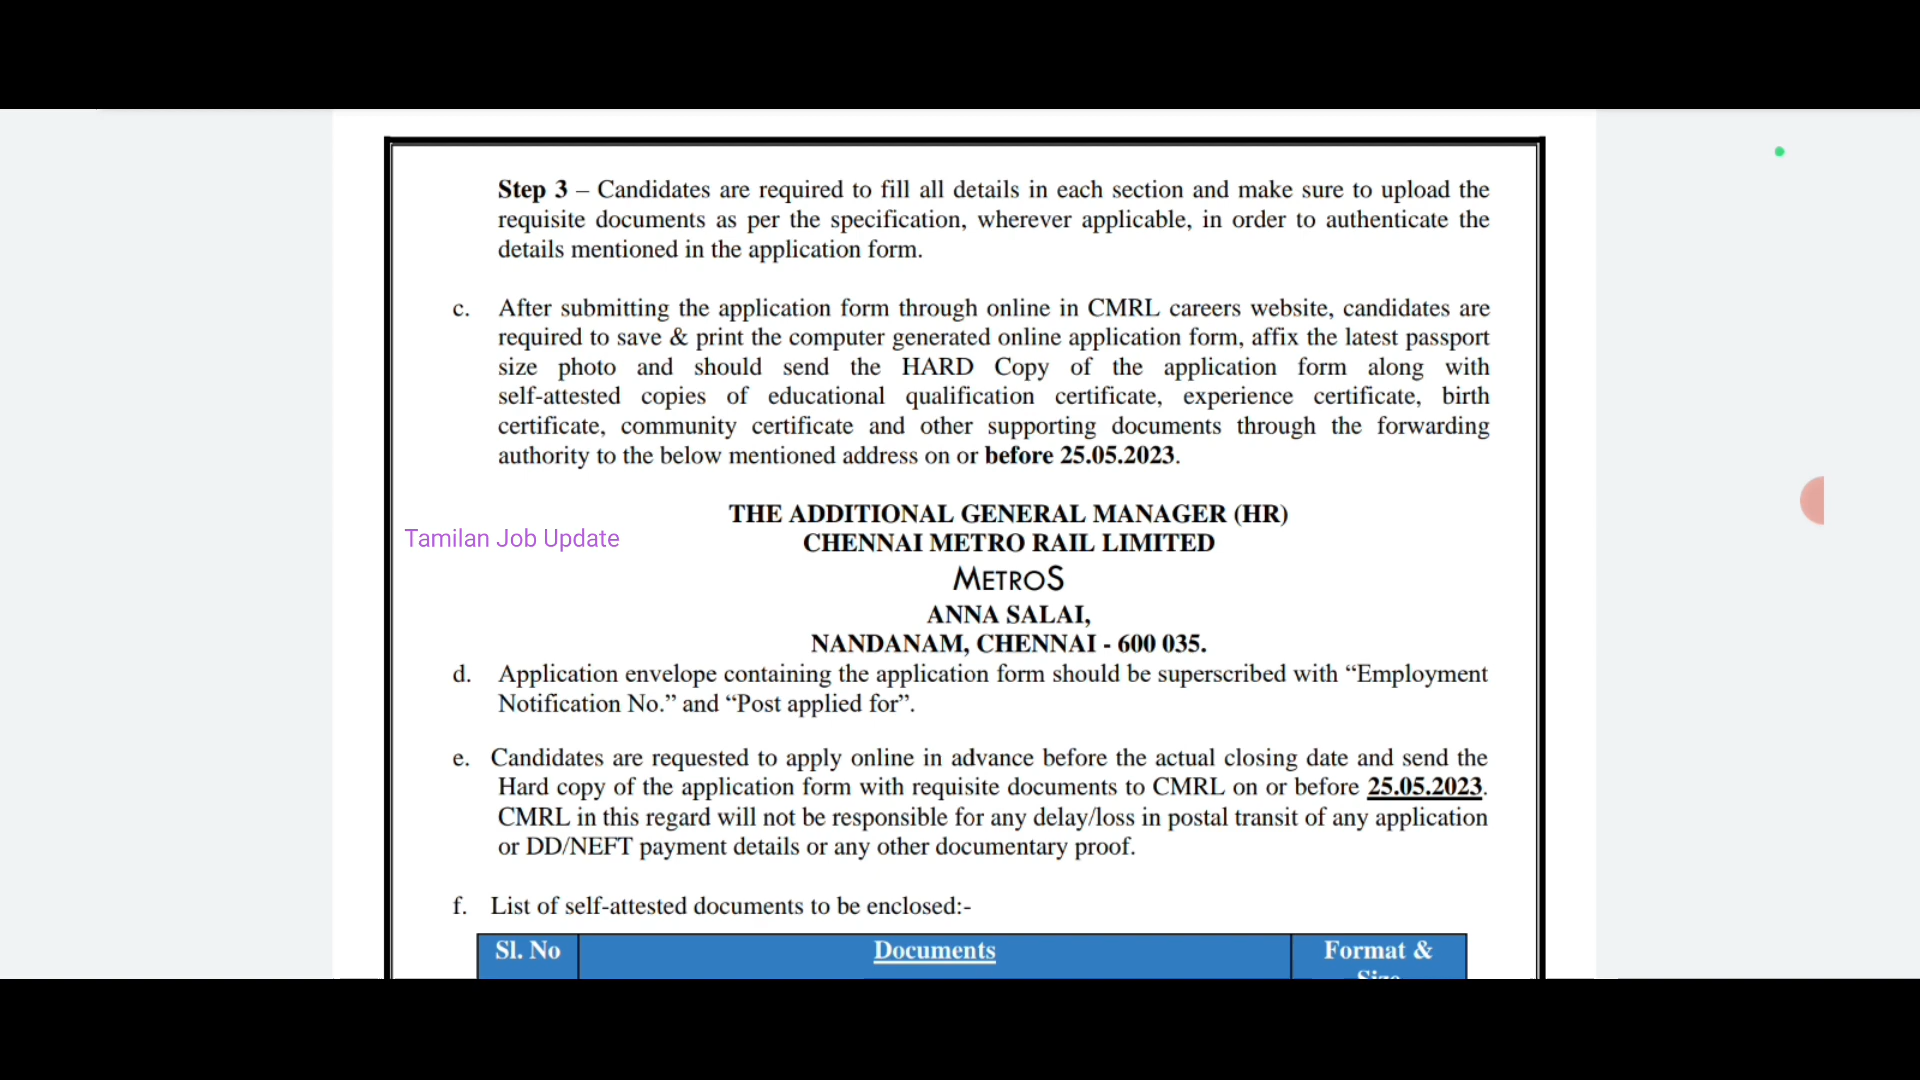 Step 3 – Candidates are required to fill all details in each section and make sure to upload the
requisite documents as per the specification, wherever applicable, in order to authenticate the
details mentioned in the application form.
c. After submitting the application form through online in CMRL careers website, candidates are
required to save & print the computer generated online application form, affix the latest passport
size photo and should send the HARD Copy of the application form along with
self-attested copies of educational qualification certificate, experience certificate, birth
certificate, community certificate and other supporting documents through the forwarding
authority to the below mentioned address on or before 25.05.2023.
THE ADDITIONAL GENERAL MANAGER (HR)
Tamilan Job Update
CHENNAI METRO RAIL LIMITED
METROS
ANNA SALAI,
NANDANAM, CHENNAI - 600 035.
d. Application envelope containing the application form should be superscribed with “Employment
Notification No.” and “Post applied for”.
e. Candidates are requested to apply online in advance before the actual closing date and send the
Hard copy of the application form with requisite documents to CMRL on or before 25.05.2023.
CMRL in this regard will not be responsible for any delay/loss in postal transit of any application
or DD/NEFT payment details or any other documentary proof.
f. List of self-attested documents to be enclosed:-
Sl. No Documents Format &
Size